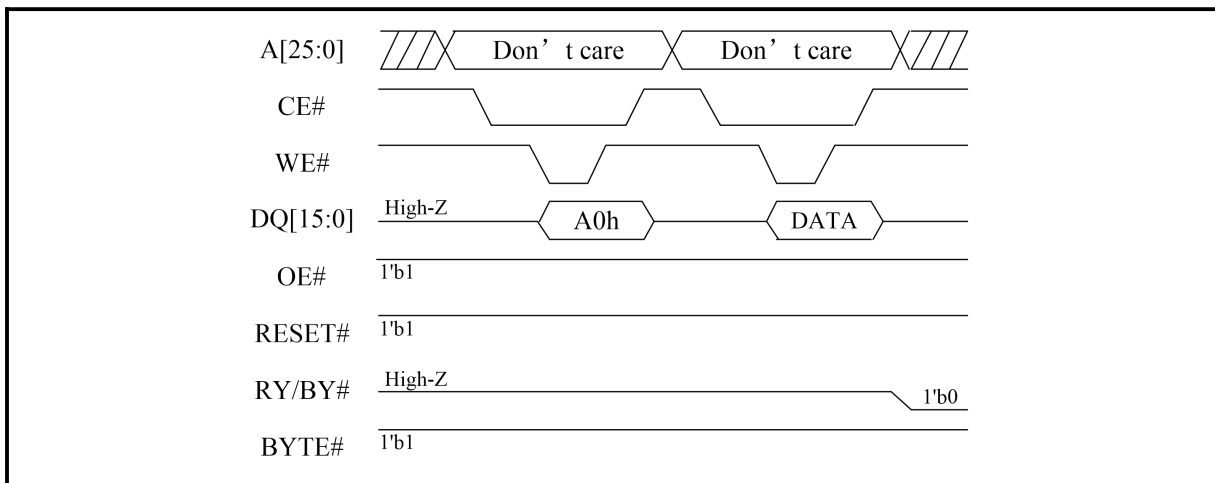 A[25:0] Don’t care Don’t care
CE#
WE#
DQ[15:0] High-Z A0h DATA
OE# 1'b1
RESET# 1'b1
RY/BY# High-Z 1'b0
BYTE# 1'b1